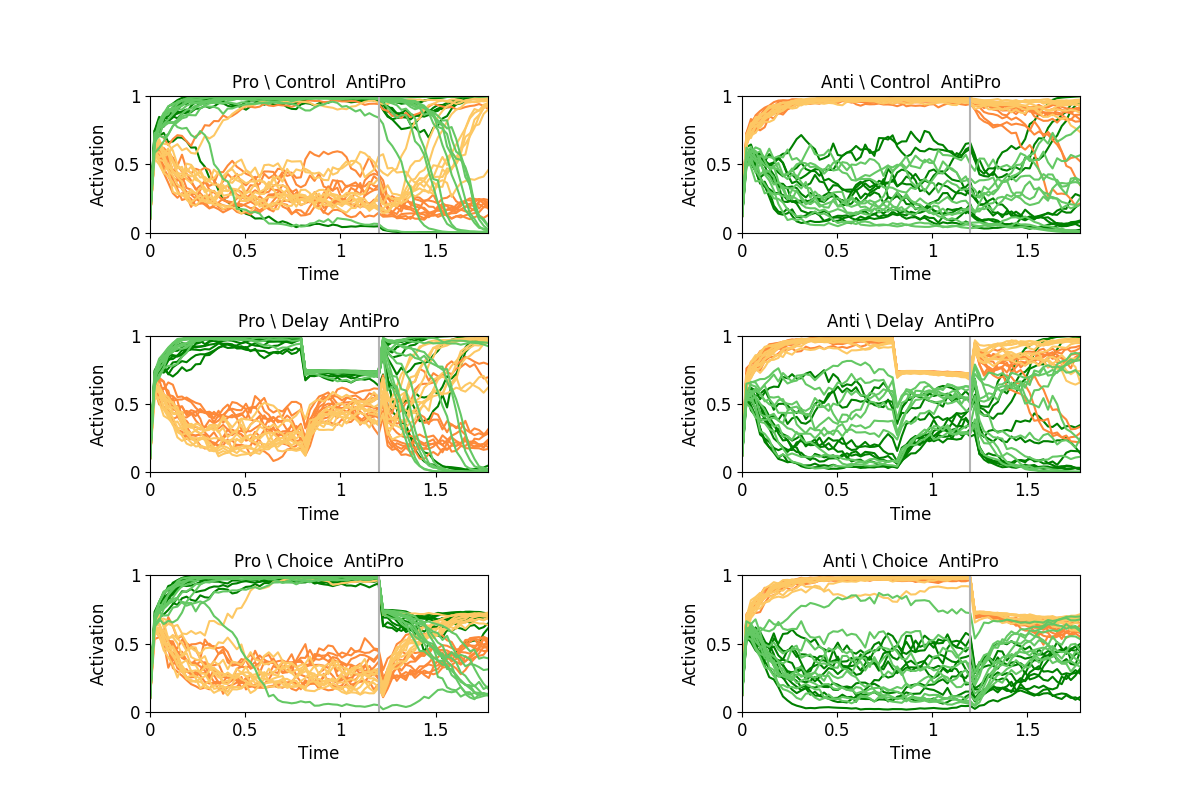 Pro \ Control  AntiPro
Anti \ Control  AntiPro
1
0.5
0
Activation
0
0.5
1
1.5
Time
1
0.5
0
Activation
0
0.5
1
1.5
Time
Pro \ Delay  AntiPro
Anti \ Delay  AntiPro
1
0.5
0
Activation
0
0.5
1
1.5
Time
1
0.5
0
Activation
0
0.5
1
1.5
Time
Pro \ Choice  AntiPro
Anti \ Choice  AntiPro
1
0.5
0
Activation
0
0.5
1
1.5
Time
1
0.5
0
Activation
0
0.5
1
1.5
Time